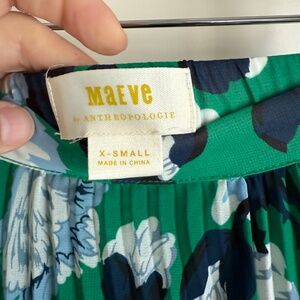 MAEVE
by ANTHROPOLOGIE
X-SMALL
MADE IN CHINA